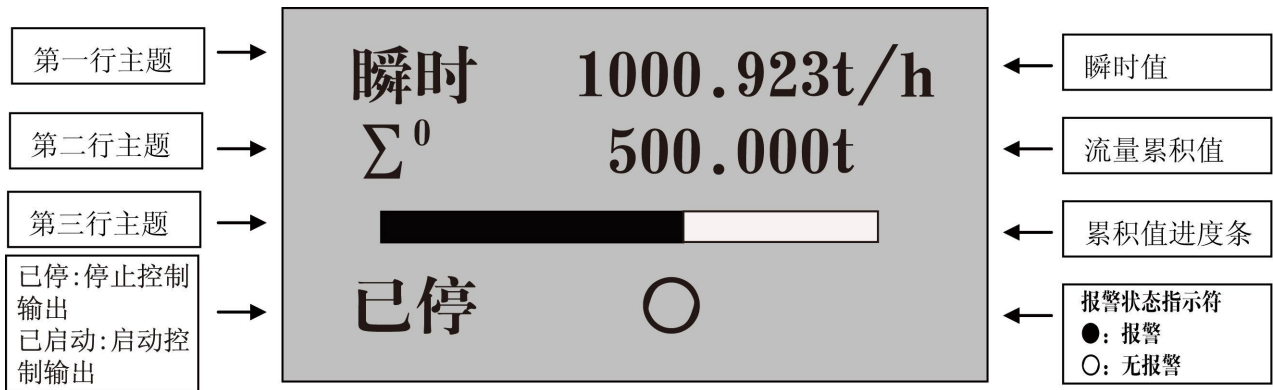 第一行主题
第二行主题
第三行主题
已停:停止控制
输出
已启动:启动控
制输出
瞬时 1000.923t/h
∑⁰ 500.000t
已停 ○
瞬时值
流量累积值
累积值进度条
报警状态指示符
●：报警
○：无报警